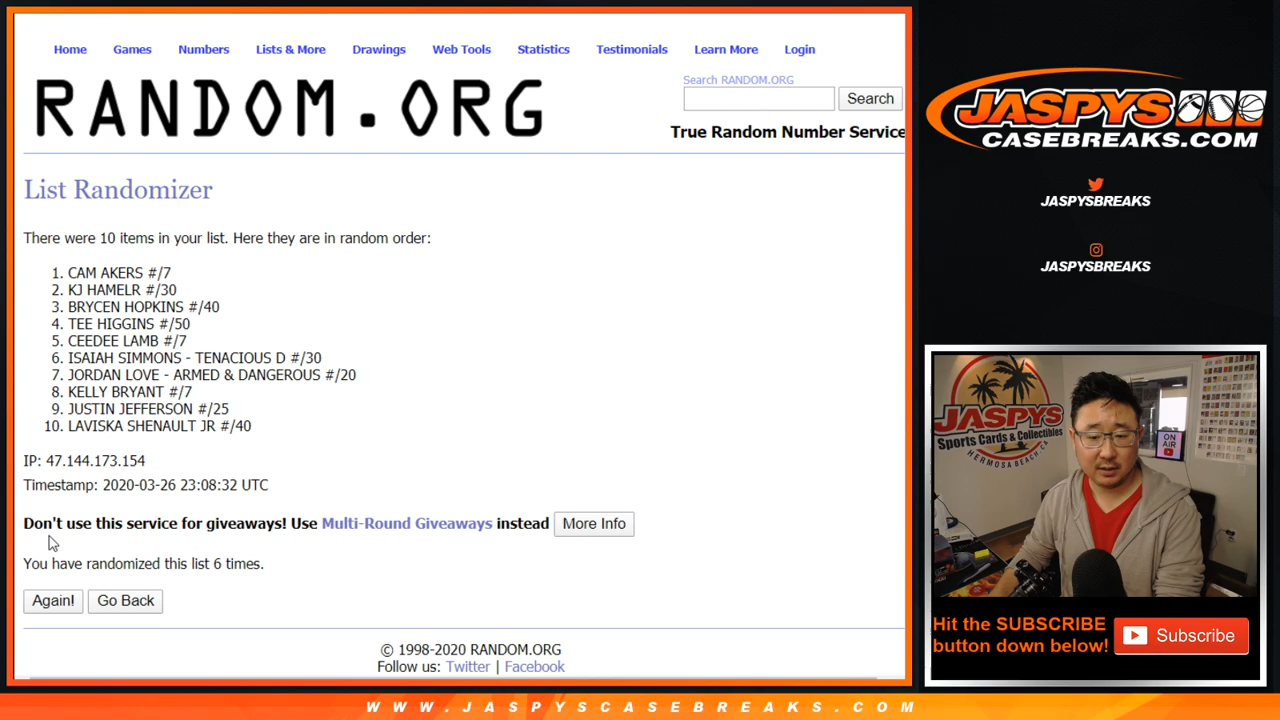 Home Games Numbers Lists & More Drawings Web Tools Statistics Testimonials Learn More Login
RANDOM.ORG
Search RANDOM.ORG
Search
True Random Number Service
List Randomizer
There were 10 items in your list. Here they are in random order:
1. CAM AKERS #/7
2. KJ HAMELR #/30
3. BRYCEN HOPKINS #/40
4. TEE HIGGINS #/50
5. CEEDEE LAMB #/7
6. ISAIAH SIMMONS - TENACIOUS D #/30
7. JORDAN LOVE - ARMED & DANGEROUS #/20
8. KELLY BRYANT #/7
9. JUSTIN JEFFERSON #/25
10. LAVISKA SHENAULT JR #/40
IP: 47.144.173.154
Timestamp: 2020-03-26 23:08:32 UTC
Don't use this service for giveaways! Use Multi-Round Giveaways instead More Info
You have randomized this list 6 times.
Again! Go Back
© 1998-2020 RANDOM.ORG
Follow us: Twitter | Facebook
JASPYS
CASEBREAKS.COM
JASPYSBREAKS
JASPYSBREAKS
JASPYS
Sports Cards & Collectibles
HERMOSA BEACH, CA
ON AIR
Hit the SUBSCRIBE
button down below!
Subscribe
WWW.JASPYSCASEBREAKS.COM